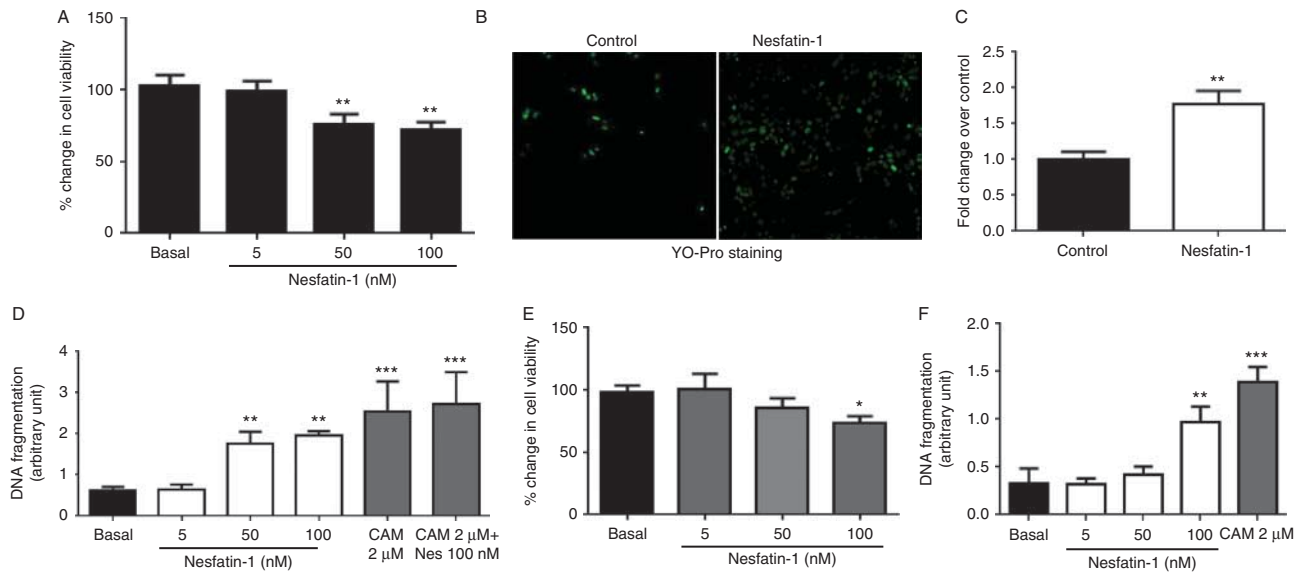 A
% change in cell viability
150
100
50
0
**
**
Basal
5
50
100
Nesfatin-1 (nM)
B
Control
Nesfatin-1
YO-Pro staining
C
Fold change over control
2.5
2.0
1.5
1.0
0.5
0.0
**
Control
Nesfatin-1
D
DNA fragmentation
(arbitrary unit)
4
3
2
1
0
**
**
***
***
Basal
5
50
100
CAM
2 μM
CAM 2 μM+
Nes 100 nM
Nesfatin-1 (nM)
E
% change in cell viability
150
100
50
0
*
Basal
5
50
100
Nesfatin-1 (nM)
F
DNA fragmentation
(arbitrary unit)
2.0
1.5
1.0
0.5
0.0
**
***
Basal
5
50
100
CAM 2 μM
Nesfatin-1 (nM)